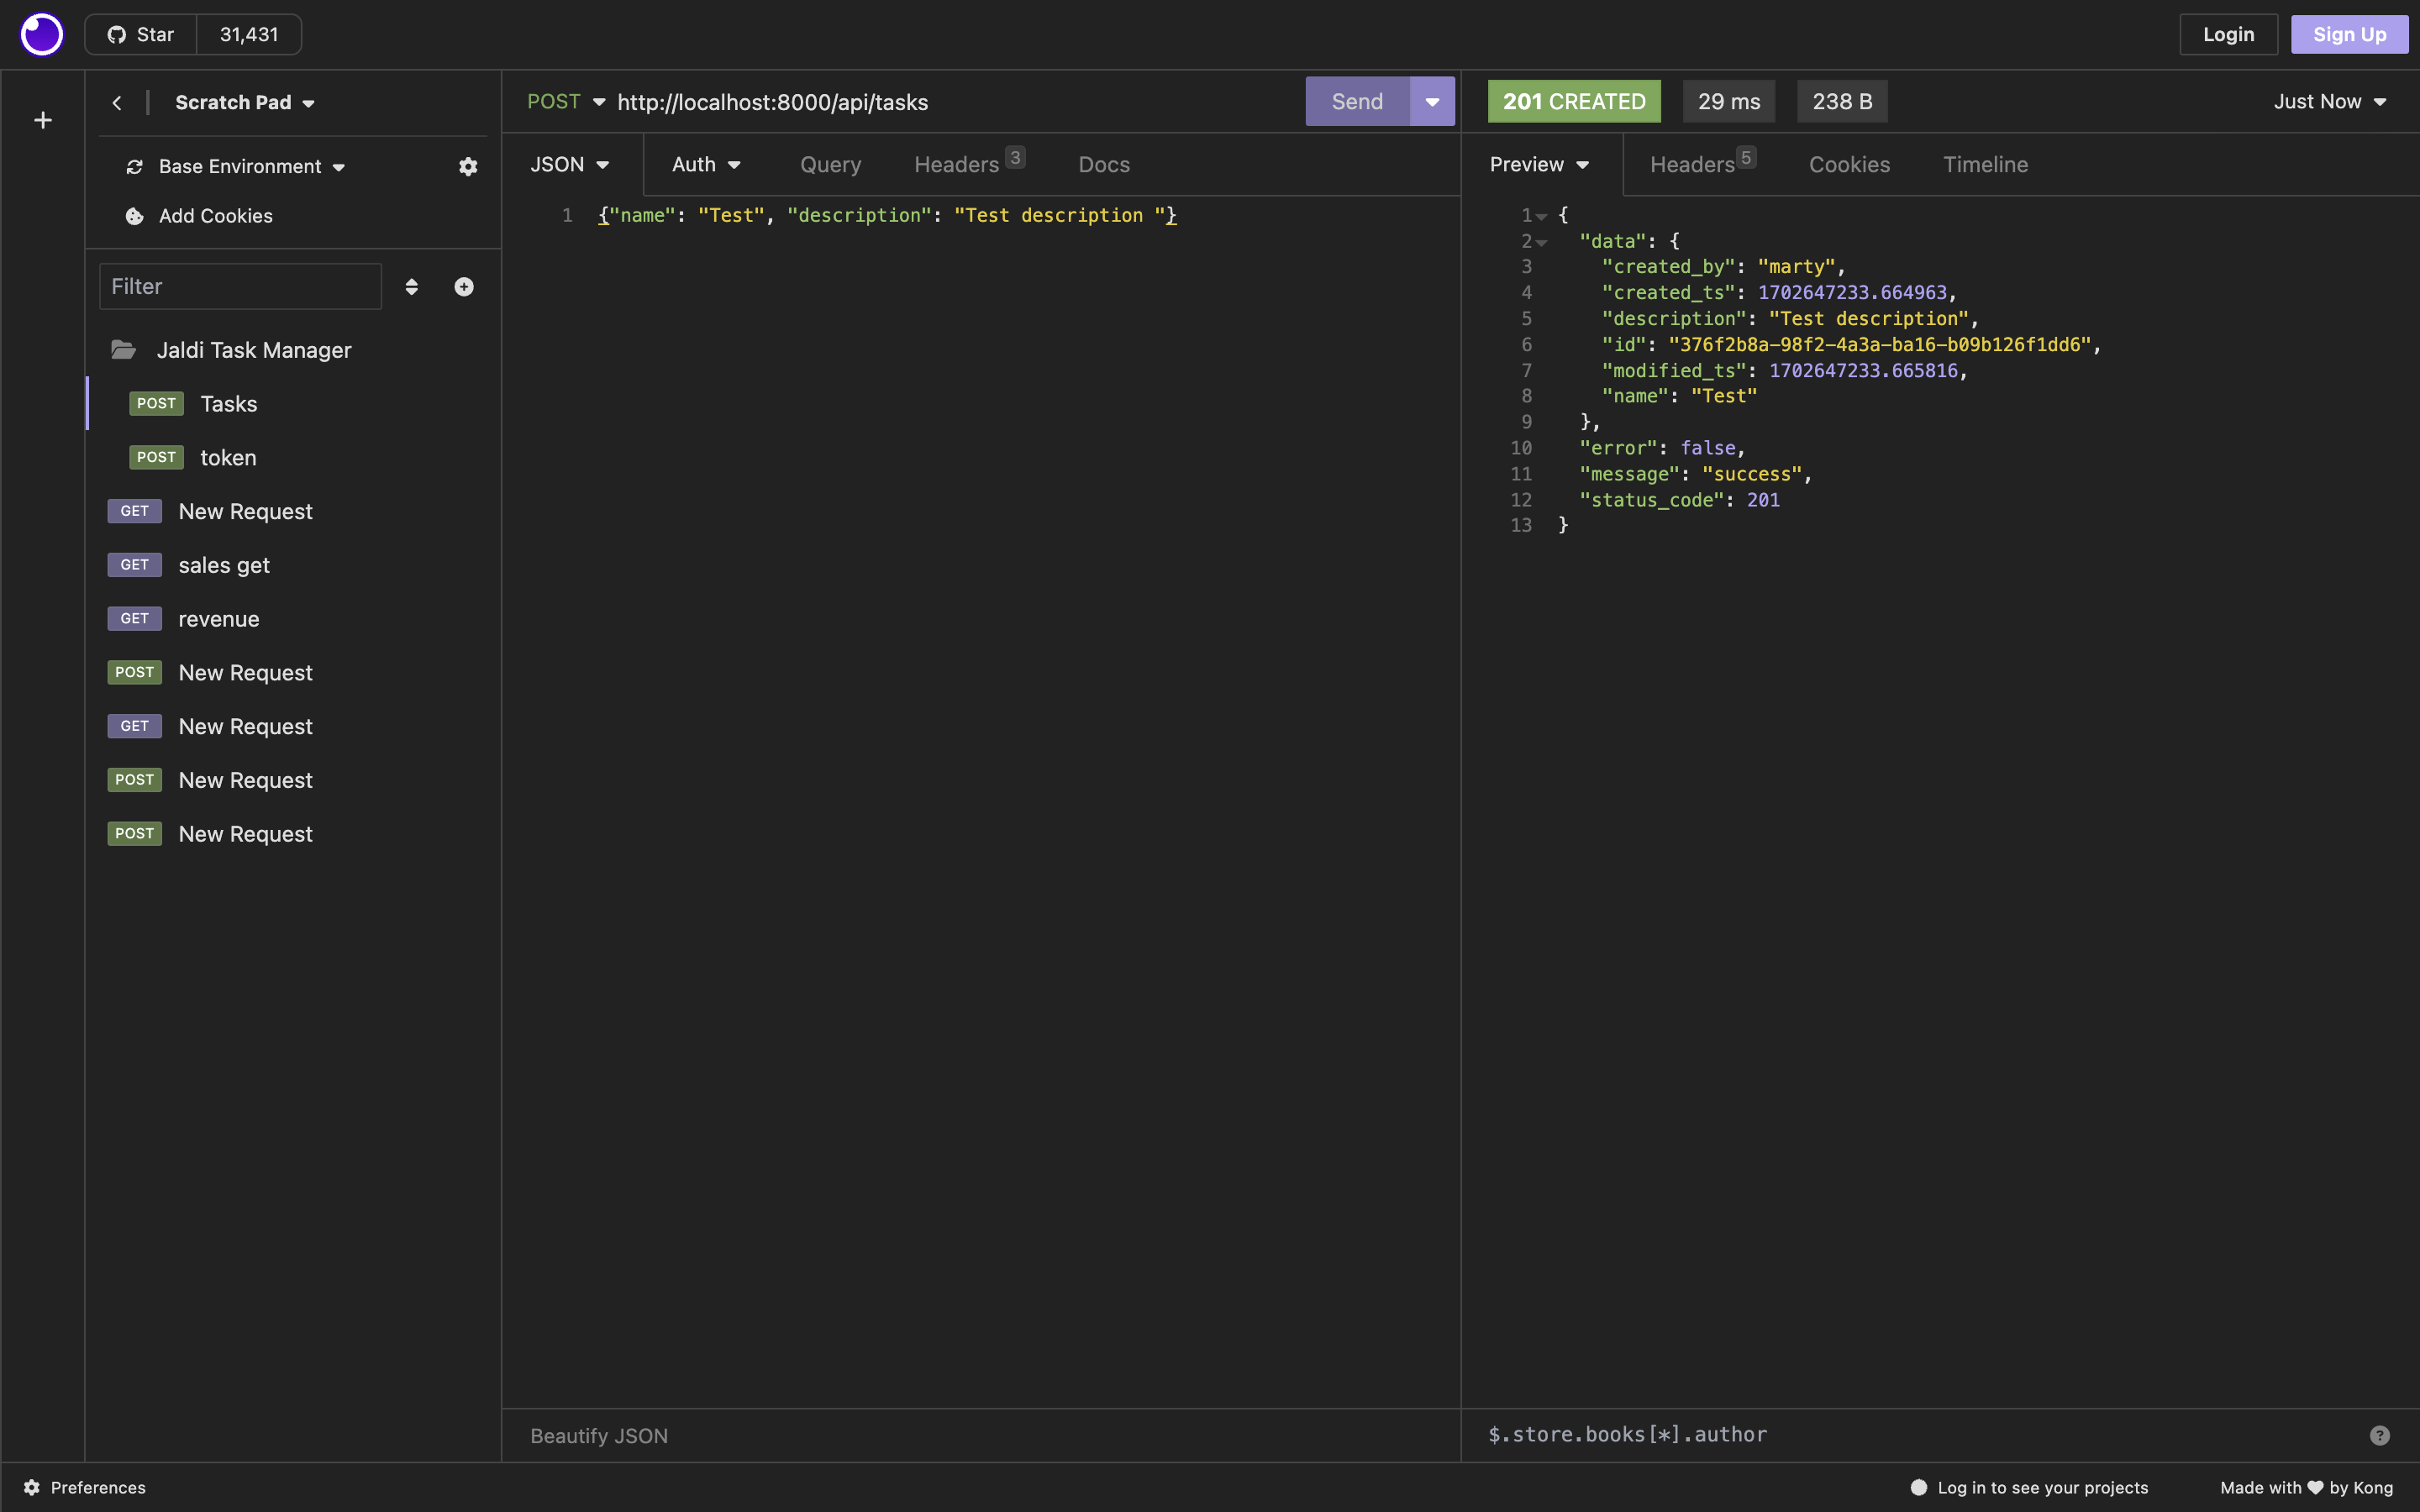 Star 31,431 Login Sign Up
Scratch Pad
Base Environment
Add Cookies
Filter
Jaldi Task Manager
POST Tasks
POST token
GET New Request
GET sales get
GET revenue
POST New Request
GET New Request
POST New Request
POST New Request
POST http://localhost:8000/api/tasks Send
JSON Auth Query Headers 3 Docs
1 {"name": "Test", "description": "Test description "}
Beautify JSON
201 CREATED 29 ms 238 B Just Now
Preview Headers 5 Cookies Timeline
1 {
2 "data": {
3 "created_by": "marty",
4 "created_ts": 1702647233.664963,
5 "description": "Test description",
6 "id": "376f2b8a-98f2-4a3a-ba16-b09b126f1dd6",
7 "modified_ts": 1702647233.665816,
8 "name": "Test"
9 },
10 "error": false,
11 "message": "success",
12 "status_code": 201
13 }
$.store.books[*].author
Preferences Log in to see your projects Made with ♥ by Kong